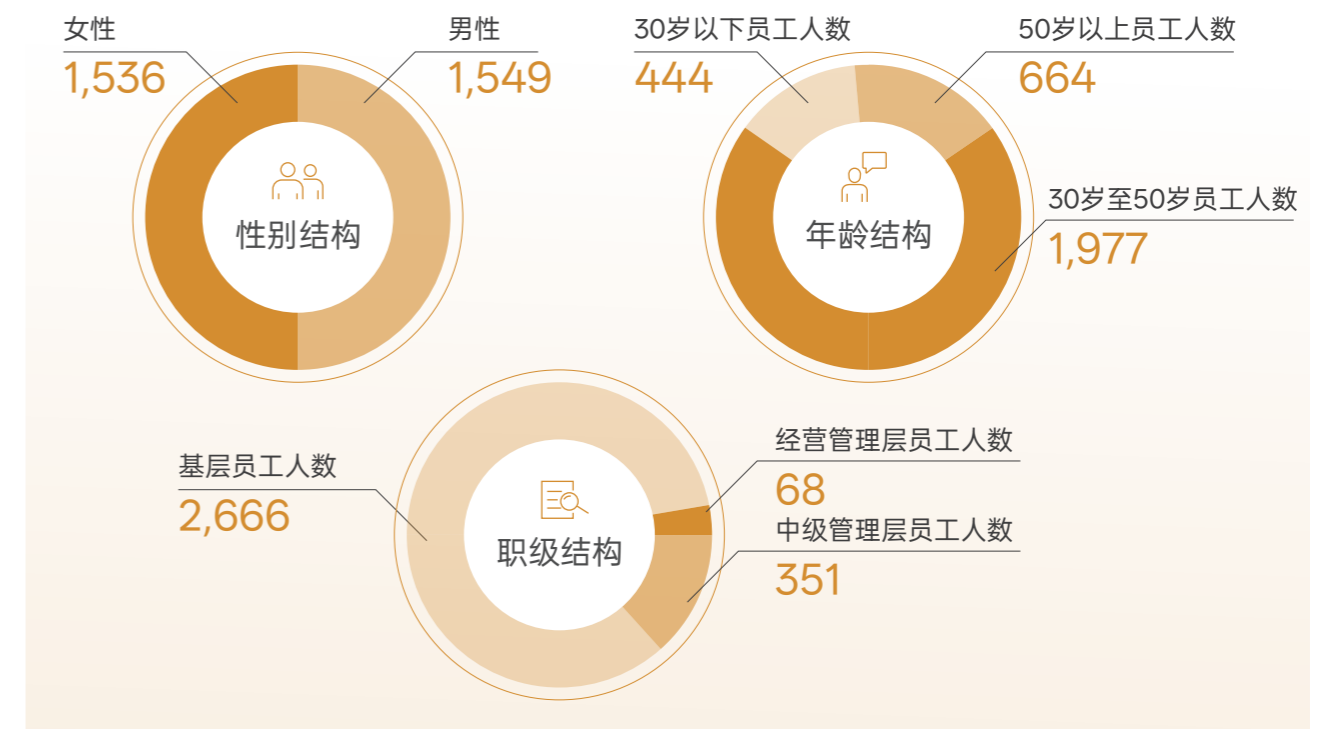 女性
1,536
男性
1,549
性别结构
30岁以下员工人数
444
50岁以上员工人数
664
30岁至50岁员工人数
1,977
年龄结构
基层员工人数
2,666
经营管理层员工人数
68
中级管理层员工人数
351
职级结构